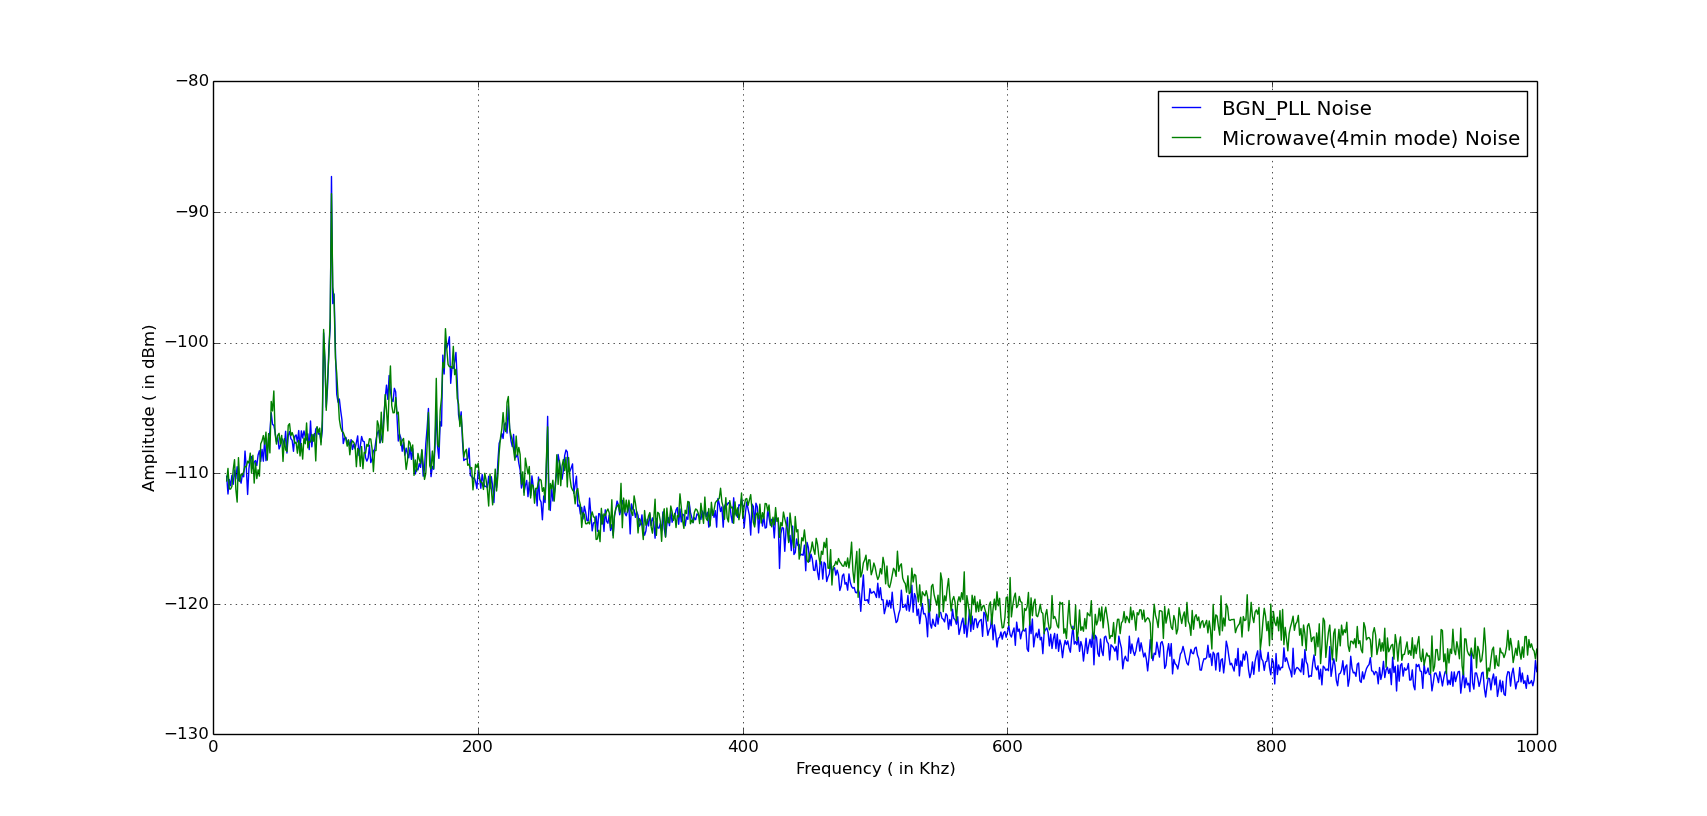 −80
BGN_PLL Noise
Microwave(4min mode) Noise
−90
−100
Amplitude ( in dBm)
−110
−120
−130
0 200 400 600 800 1000
Frequency ( in Khz)